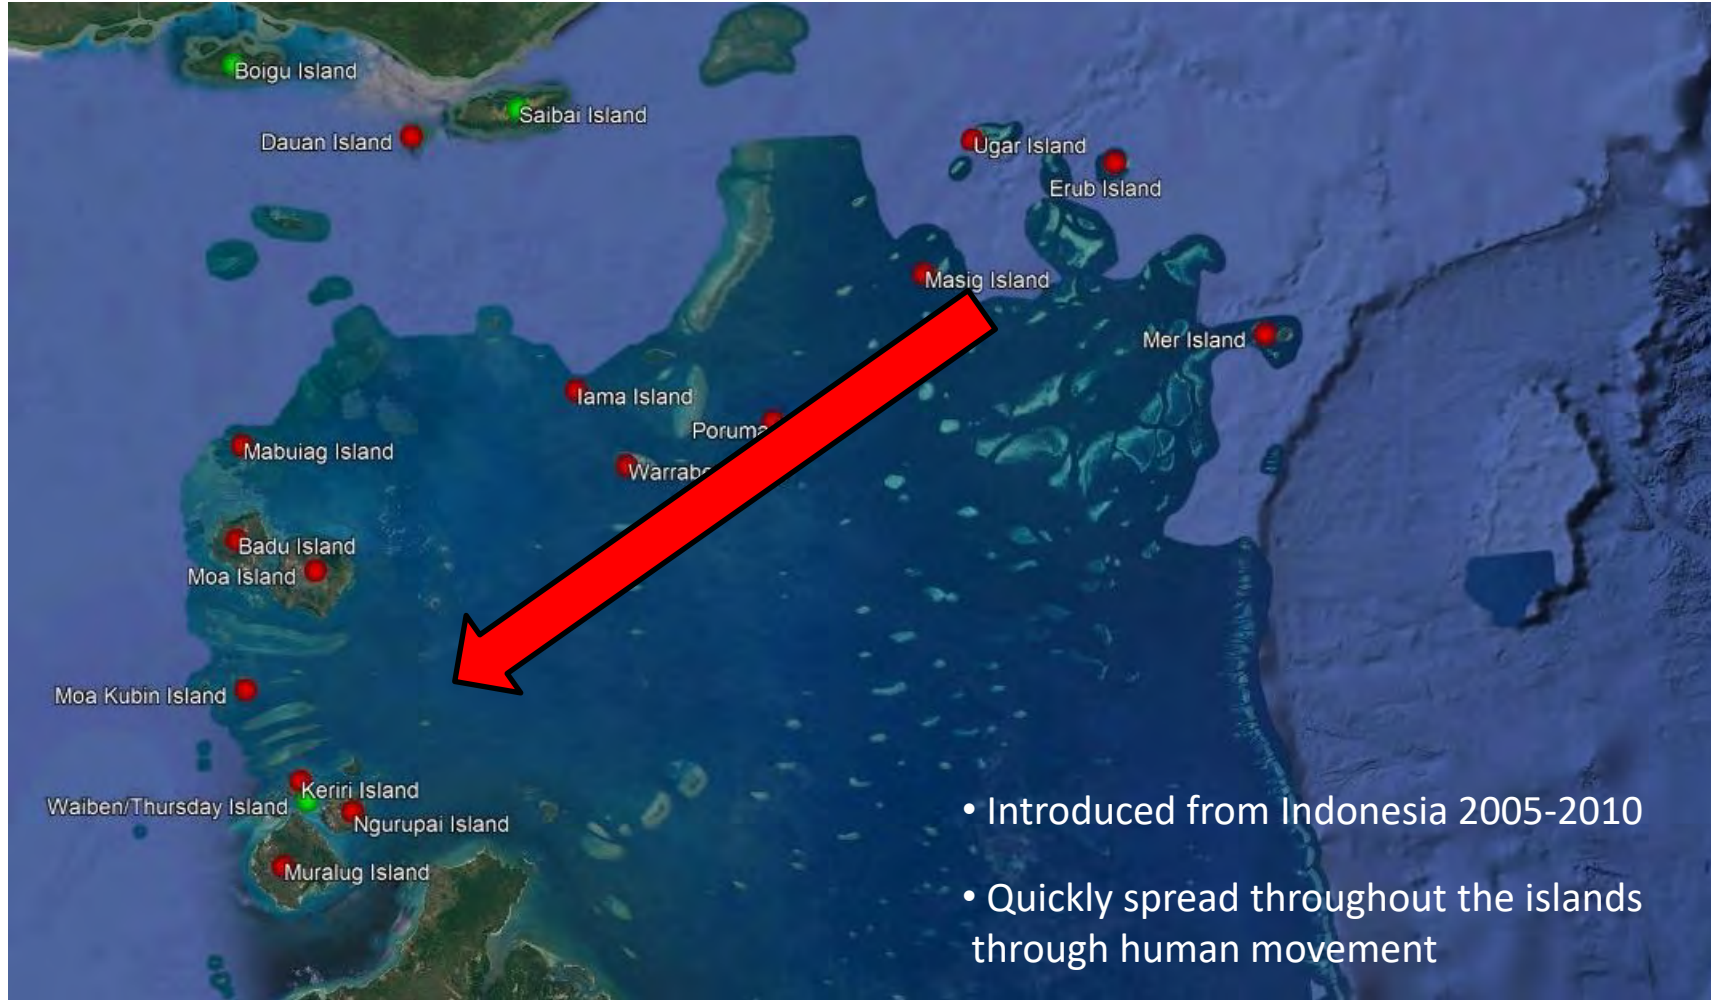 Boigu Island
Saibai Island
Dauan Island
Ugar Island
Erub Island
Masig Island
Mer Island
Iama Island
Poruma
Mabuiag Island
Badu Island
Moa Island
Moa Kubin Island
Keriri Island
Waiben/Thursday Island
Ngurupai Island
Muralug Island
• Introduced from Indonesia 2005-2010
• Quickly spread throughout the islands
through human movement